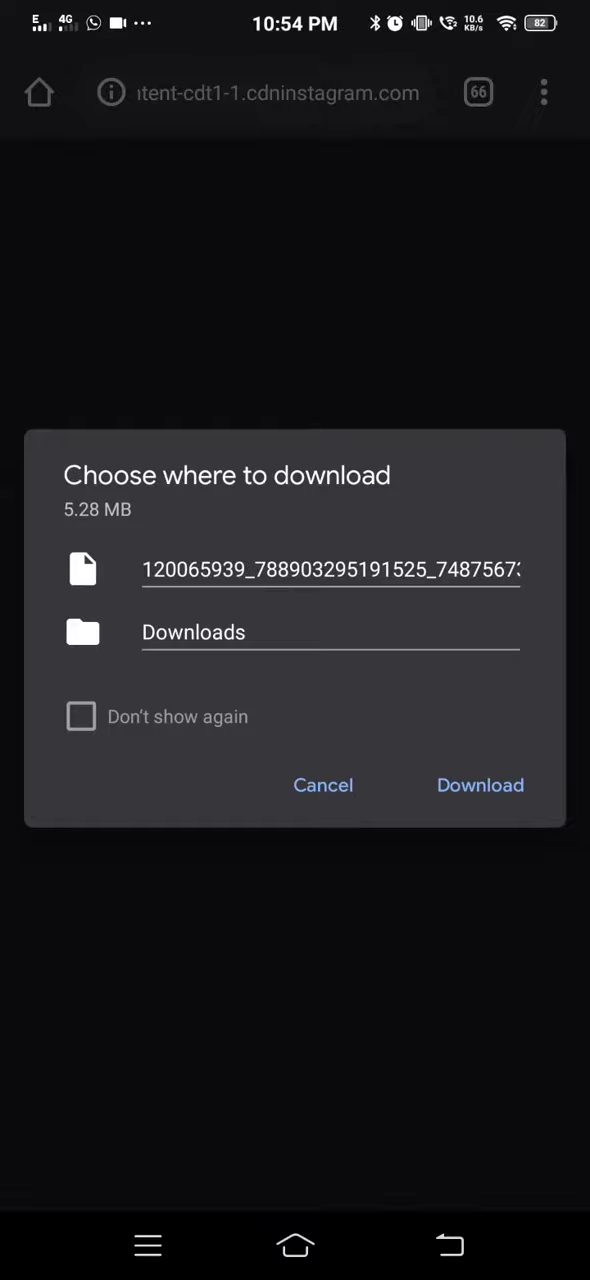 E 4G 10:54 PM 10.6 KB/s 82
ıtent-cdt1-1.cdninstagram.com 66
Choose where to download
5.28 MB
120065939_788903295191525_7487567
Downloads
Don't show again
Cancel Download